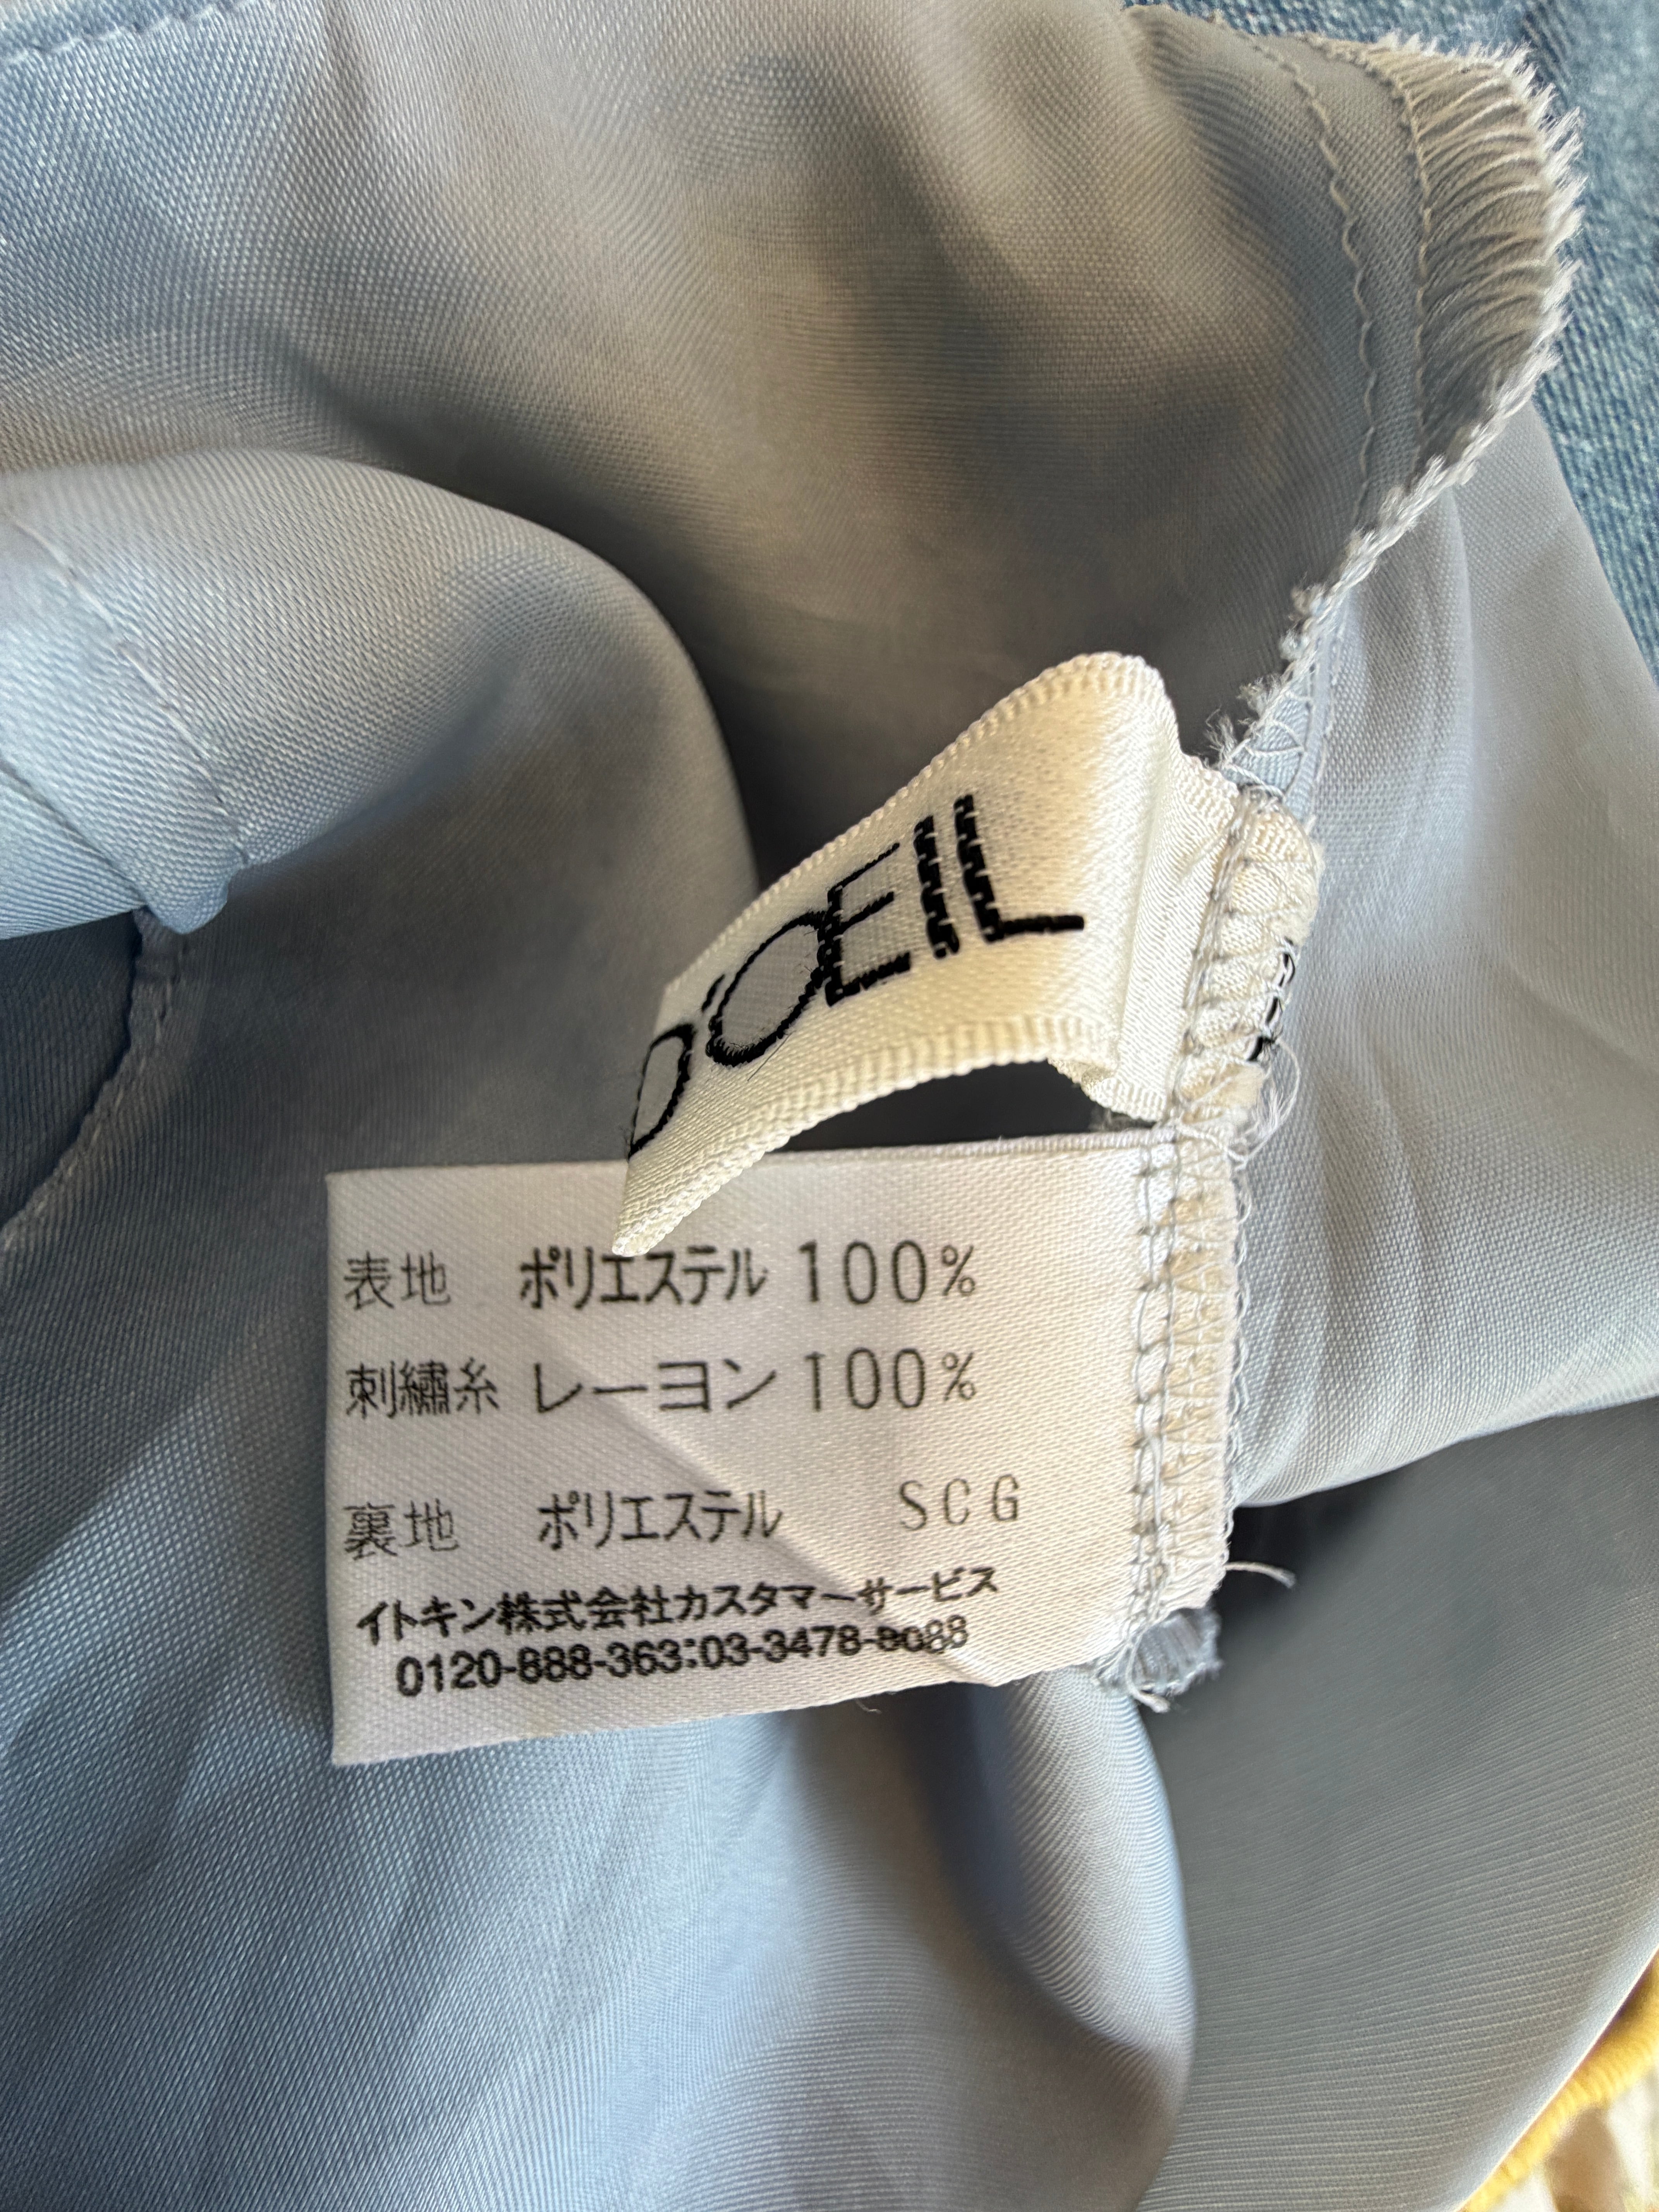 D'OEIL
表地 ポリエステル 100%
刺繍糸 レーヨン 100%
裏地 ポリエステル SCG
イトキン株式会社カスタマーサービス
0120-888-363:03-3478-8088